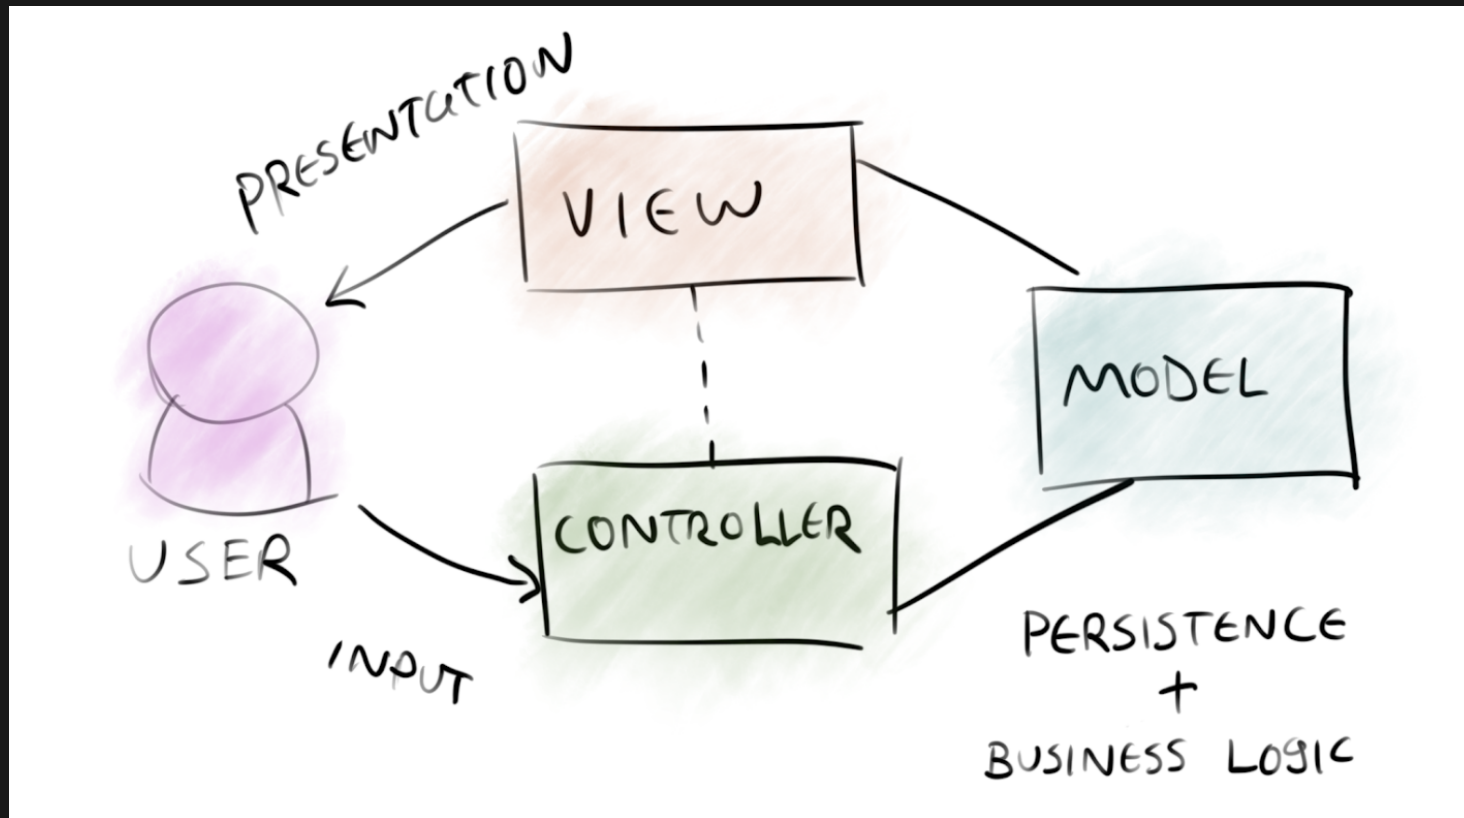 PRESENTATION
VIEW
MODEL
CONTROLLER
USER
INPUT
PERSISTENCE
+
BUSINESS LOGIC